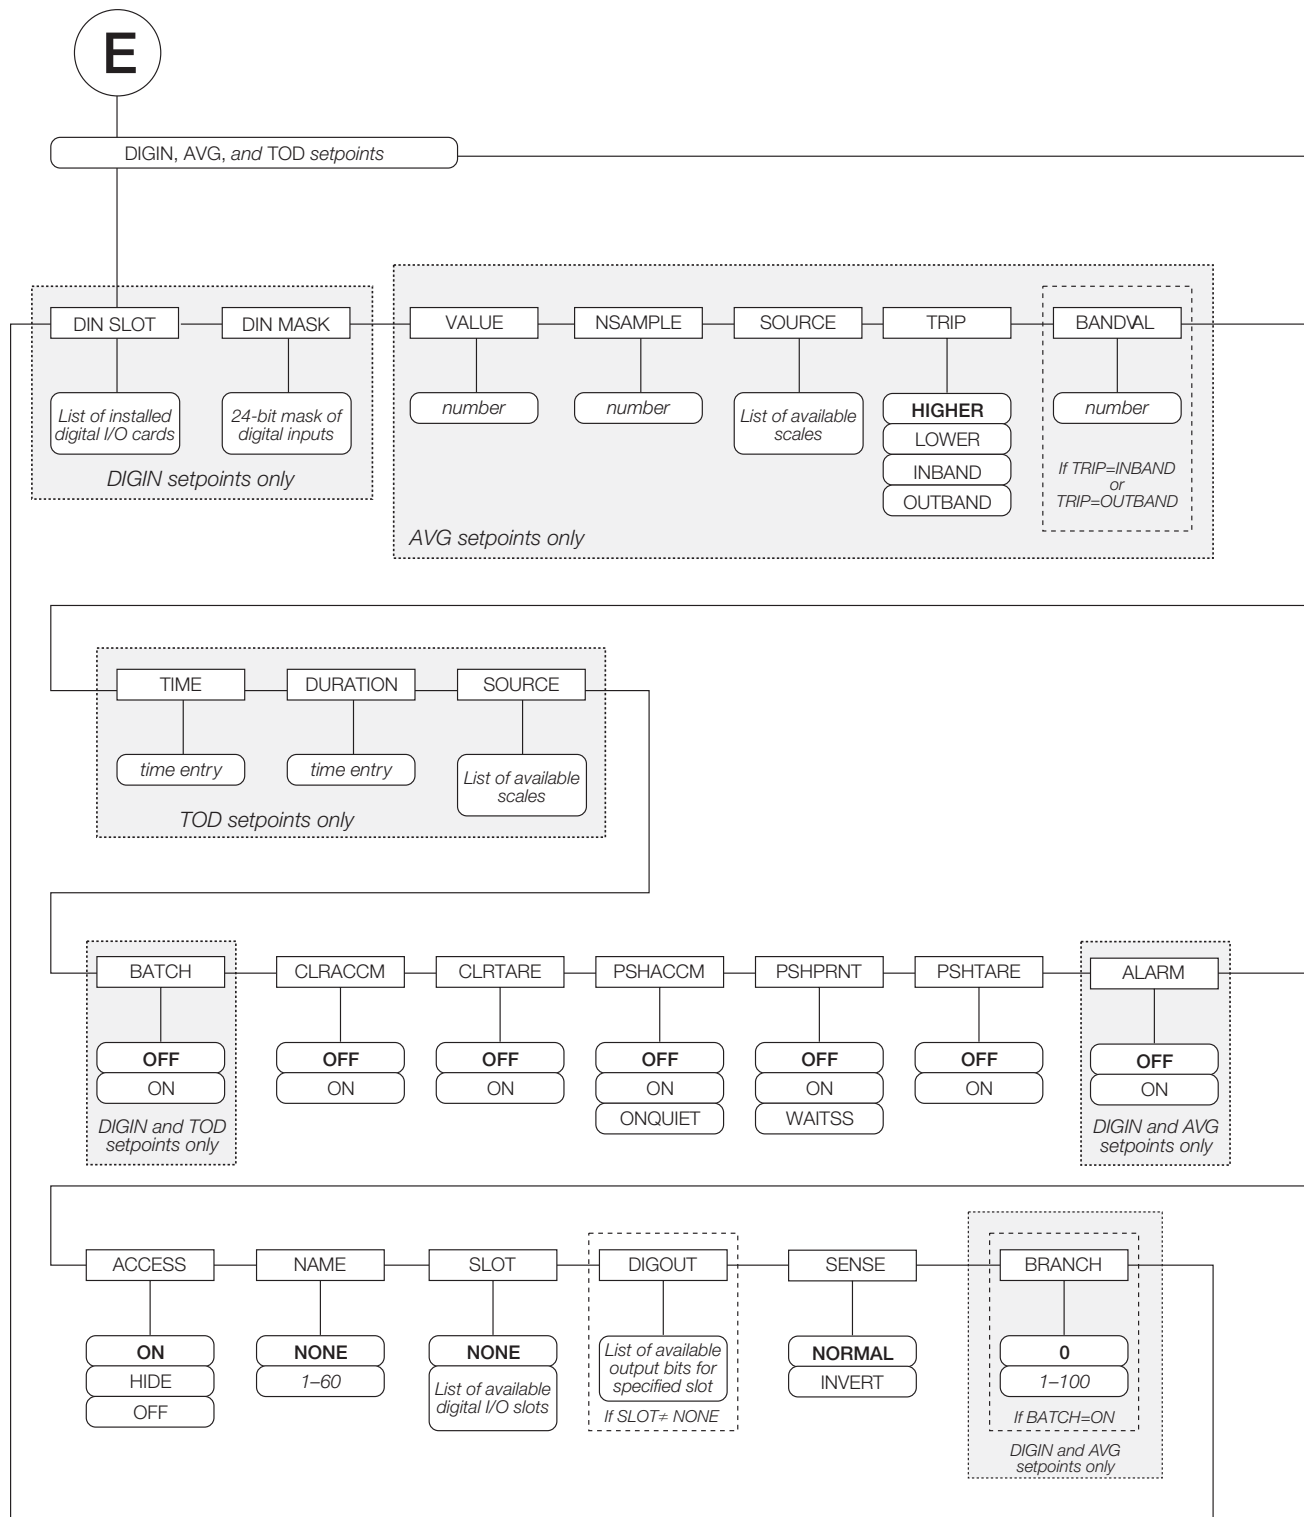 E
DIGIN, AVG, and TOD setpoints
DIN SLOT
DIN MASK
VALUE
NSAMPLE
SOURCE
TRIP
BANDVAL
List of installed
digital I/O cards
24-bit mask of
digital inputs
number
number
List of available
scales
HIGHER
LOWER
INBAND
OUTBAND
number
If TRIP=INBAND
or
TRIP=OUTBAND
DIGIN setpoints only
AVG setpoints only
TIME
DURATION
SOURCE
time entry
time entry
List of available
scales
TOD setpoints only
BATCH
CLRACCM
CLRTARE
PSHACCM
PSHPRNT
PSHTARE
ALARM
OFF
ON
OFF
ON
OFF
ON
OFF
ON
ONQUIET
OFF
ON
WAITSS
OFF
ON
OFF
ON
DIGIN and TOD
setpoints only
DIGIN and AVG
setpoints only
ACCESS
NAME
SLOT
DIGOUT
SENSE
BRANCH
ON
HIDE
OFF
NONE
1–60
NONE
List of available
digital I/O slots
List of available
output bits for
specified slot
If SLOT≠ NONE
NORMAL
INVERT
0
1–100
If BATCH=ON
DIGIN and AVG
setpoints only